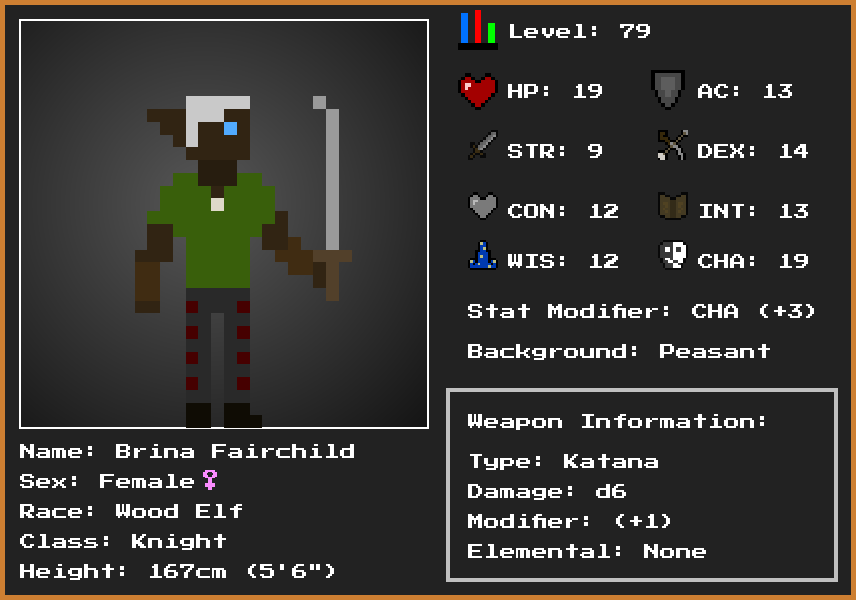 Level: 79
HP: 19 AC: 13
STR: 9 DEX: 14
CON: 12 INT: 13
WIS: 12 CHA: 19
Stat Modifier: CHA (+3)
Background: Peasant
Weapon Information:
Type: Katana
Damage: d6
Modifier: (+1)
Elemental: None
Name: Brina Fairchild
Sex: Female♀
Race: Wood Elf
Class: Knight
Height: 167cm (5'6")